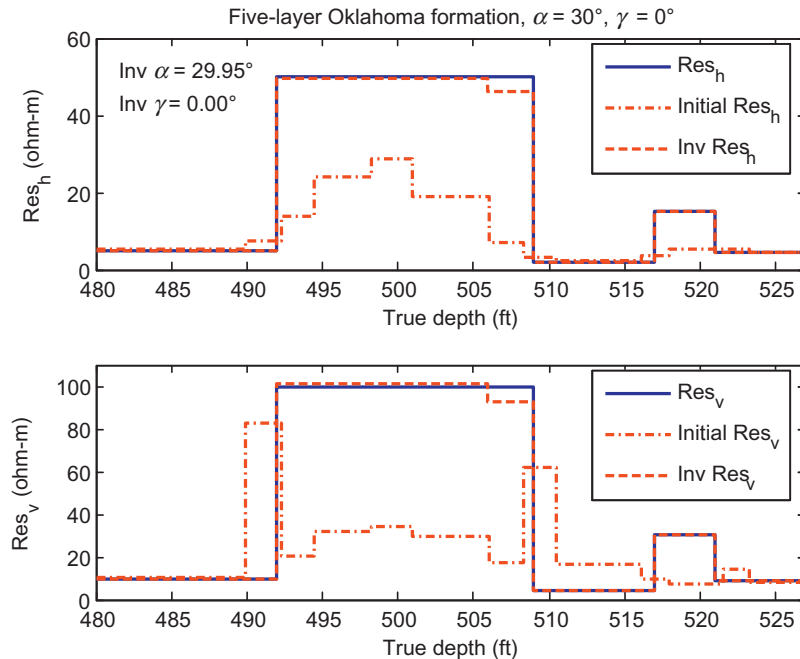 Five-layer Oklahoma formation, α = 30°, γ = 0°
60
40
20
0
Res_h (ohm-m)
Inv α = 29.95°
Inv γ = 0.00°
Res_h
Initial Res_h
Inv Res_h
480 485 490 495 500 505 510 515 520 525
True depth (ft)
100
80
60
40
20
0
Res_v (ohm-m)
Res_v
Initial Res_v
Inv Res_v
480 485 490 495 500 505 510 515 520 525
True depth (ft)